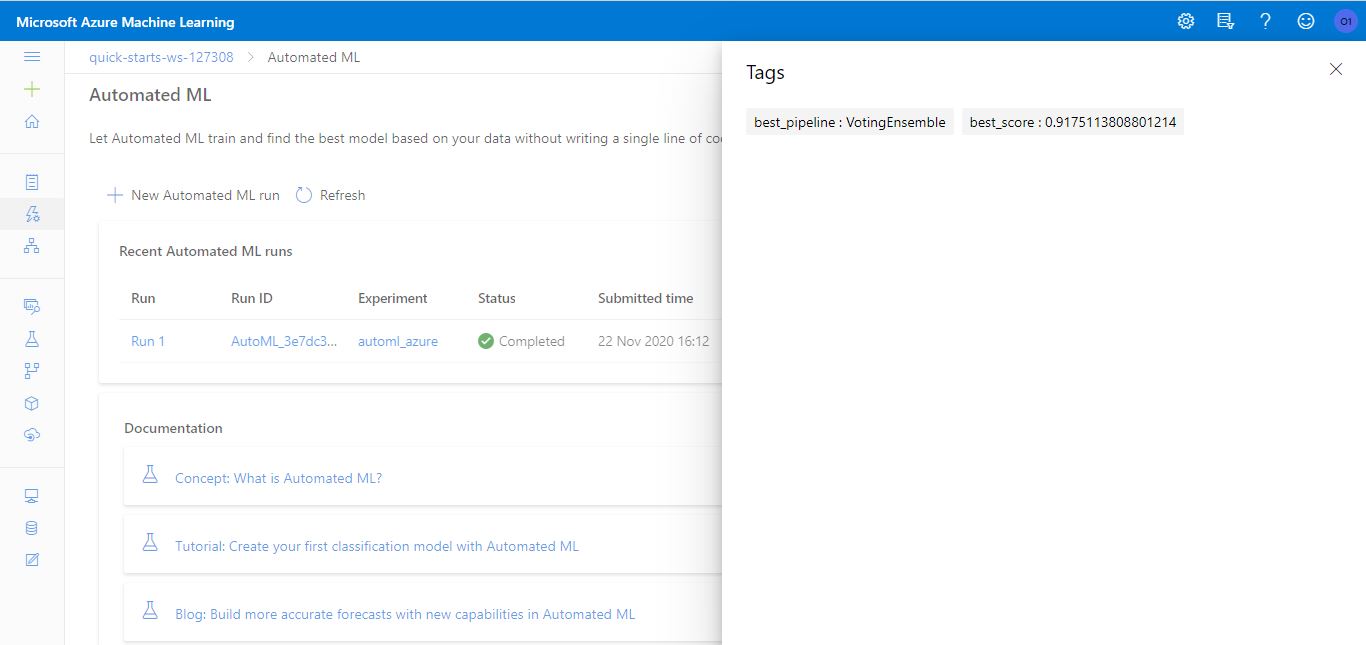 Microsoft Azure Machine Learning
?
O1
quick-starts-ws-127308 > Automated ML
Automated ML
Let Automated ML train and find the best model based on your data without writing a single line of
New Automated ML run Refresh
Recent Automated ML runs
Run Run ID Experiment Status Submitted time
Run 1 AutoML_3e7dc3... automl_azure Completed 22 Nov 2020 16:12
Documentation
Concept: What is Automated ML?
Tutorial: Create your first classification model with Automated ML
Blog: Build more accurate forecasts with new capabilities in Automated ML
Tags
best_pipeline : VotingEnsemble best_score : 0.9175113808801214